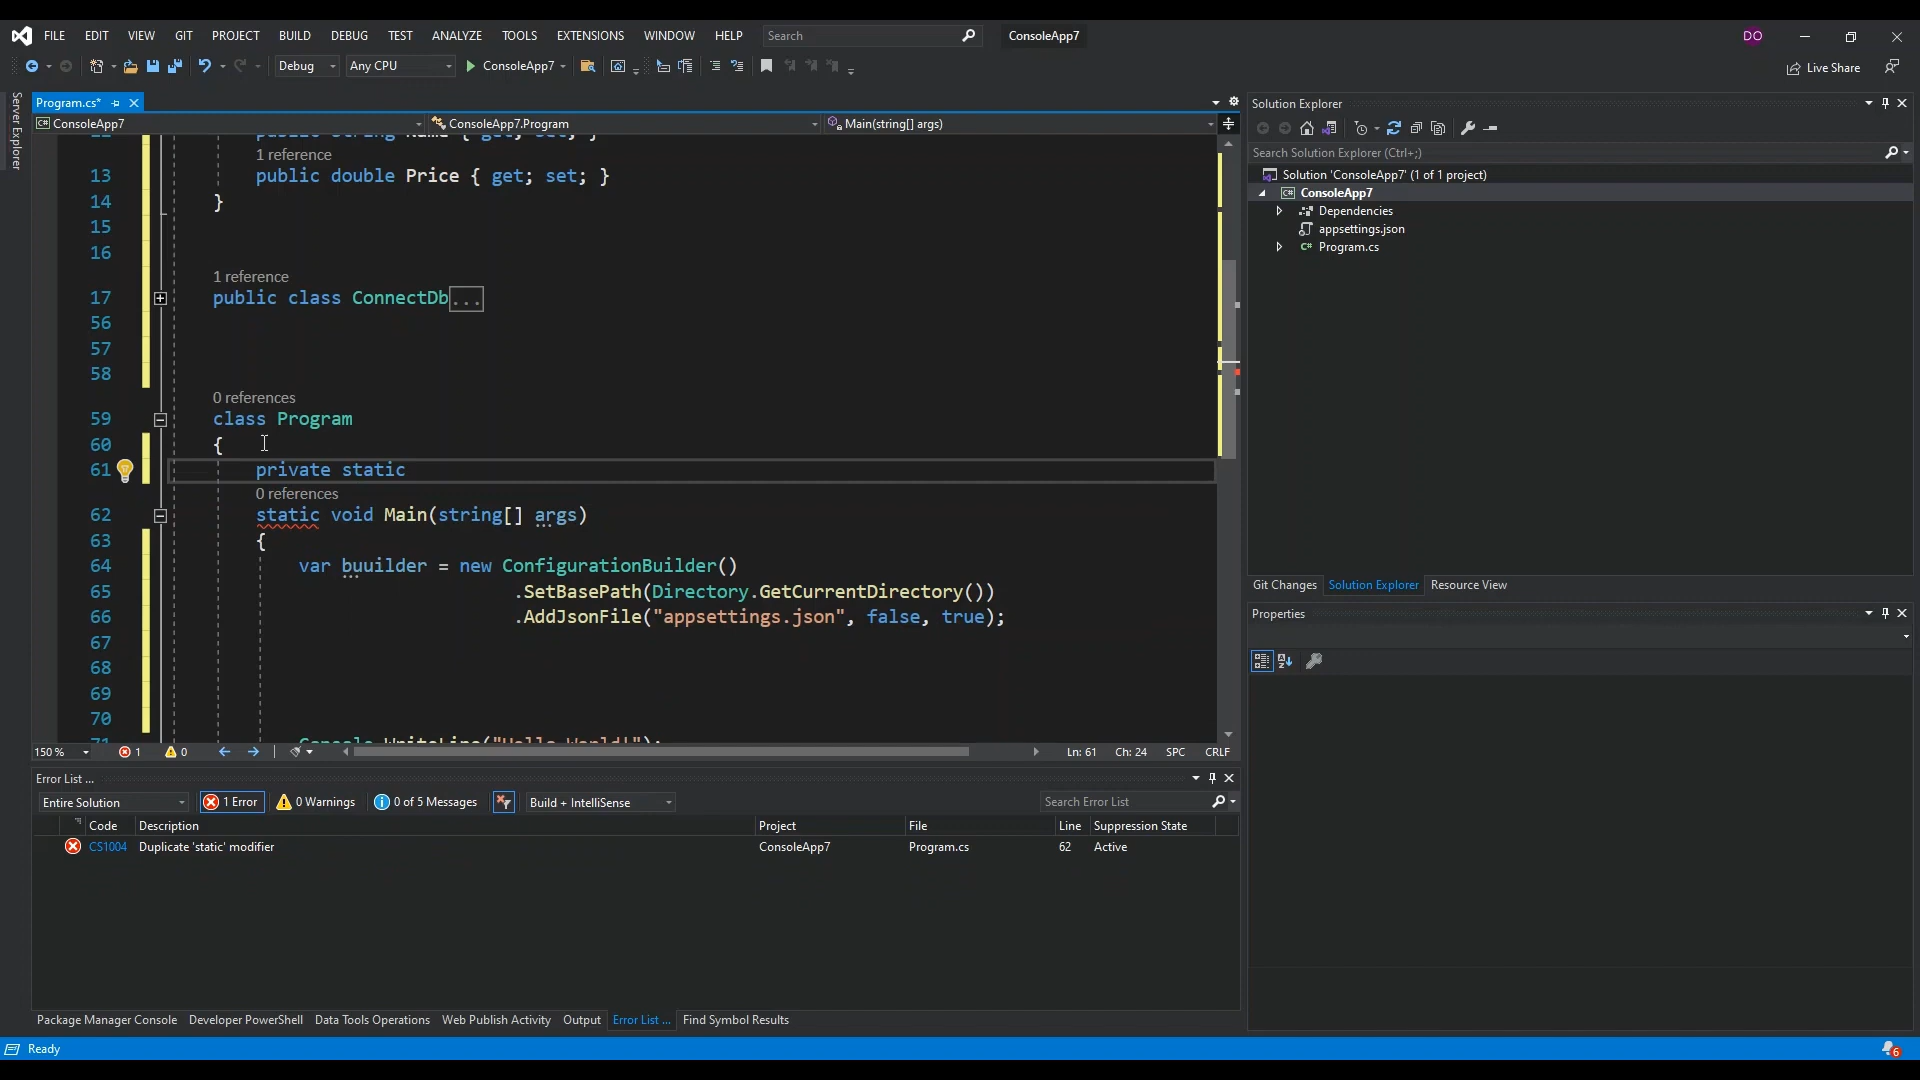 FILE EDIT VIEW GIT PROJECT BUILD DEBUG TEST ANALYZE TOOLS EXTENSIONS WINDOW HELP Search ConsoleApp7 DO
Debug Any CPU ConsoleApp7 Live Share
Server Explorer
Program.cs*
ConsoleApp7 ConsoleApp7.Program Main(string[] args)
1 reference
13 public double Price { get; set; }
14 }
15
16
1 reference
17 public class ConnectDb...
56
57
58
0 references
59 class Program
60 {
61 private static
0 references
62 static void Main(string[] args)
63 {
64 var buuilder = new ConfigurationBuilder()
65 .SetBasePath(Directory.GetCurrentDirectory())
66 .AddJsonFile("appsettings.json", false, true);
67
68
69
70
71 Console.WriteLine("Hello World!");
150 % 1 0 Ln: 61 Ch: 24 SPC CRLF
Error List ...
Entire Solution 1 Error 0 Warnings 0 of 5 Messages Build + IntelliSense Search Error List
Code Description Project File Line Suppression State
CS1004 Duplicate 'static' modifier ConsoleApp7 Program.cs 62 Active
Package Manager Console Developer PowerShell Data Tools Operations Web Publish Activity Output Error List ... Find Symbol Results
Ready
6
Solution Explorer
Search Solution Explorer (Ctrl+;)
Solution 'ConsoleApp7' (1 of 1 project)
ConsoleApp7
Dependencies
appsettings.json
Program.cs
Git Changes Solution Explorer Resource View
Properties